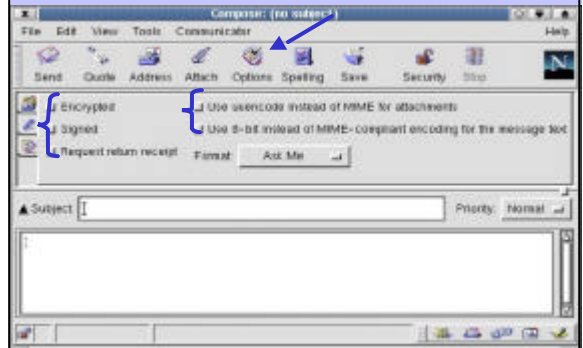 Compose: (no subject)
File Edit View Tools Communicator Help
Send Quote Address Attach Options Spelling Save Security Stop N
Encrypted Use uuencode instead of MIME for attachments
Signed Use 8-bit instead of MIME-compliant encoding for the message text
Request return receipt Format: Ask Me
Subject: Priority: Normal